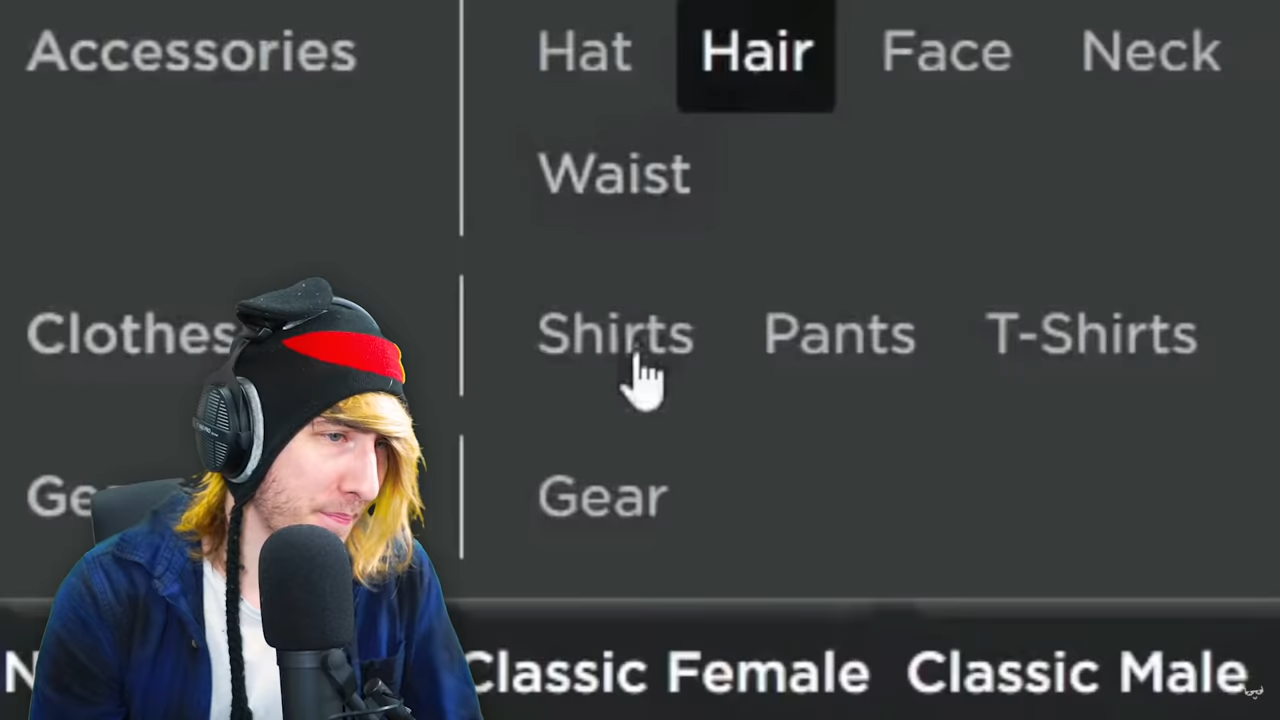 Accessories Hat Hair Face Neck
Waist
Clothes Shirts Pants T-Shirts
Gear
Classic Female Classic Male